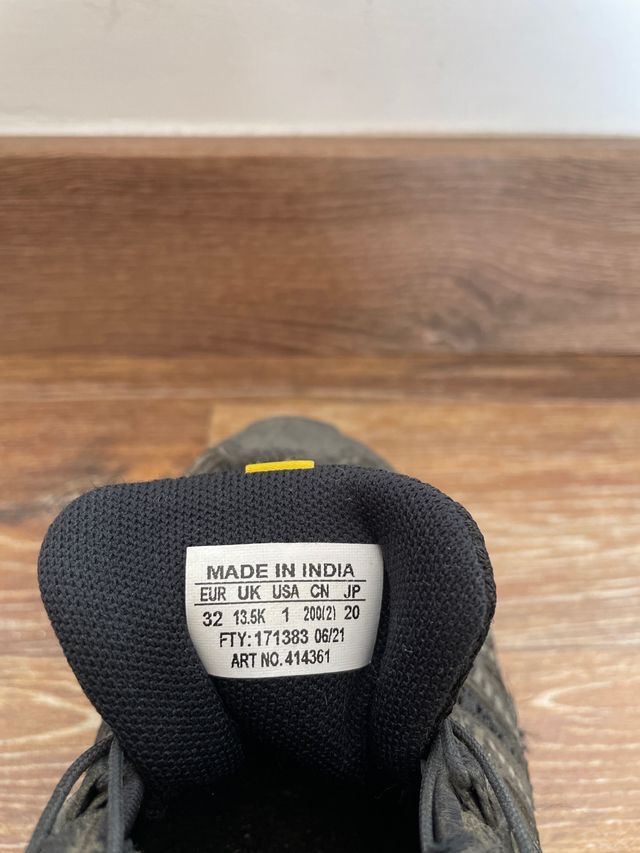 MADE IN INDIA
EUR UK USA CN JP
32 13.5K 1 200(2) 20
FTY: 171383 06/21
ART NO. 414361